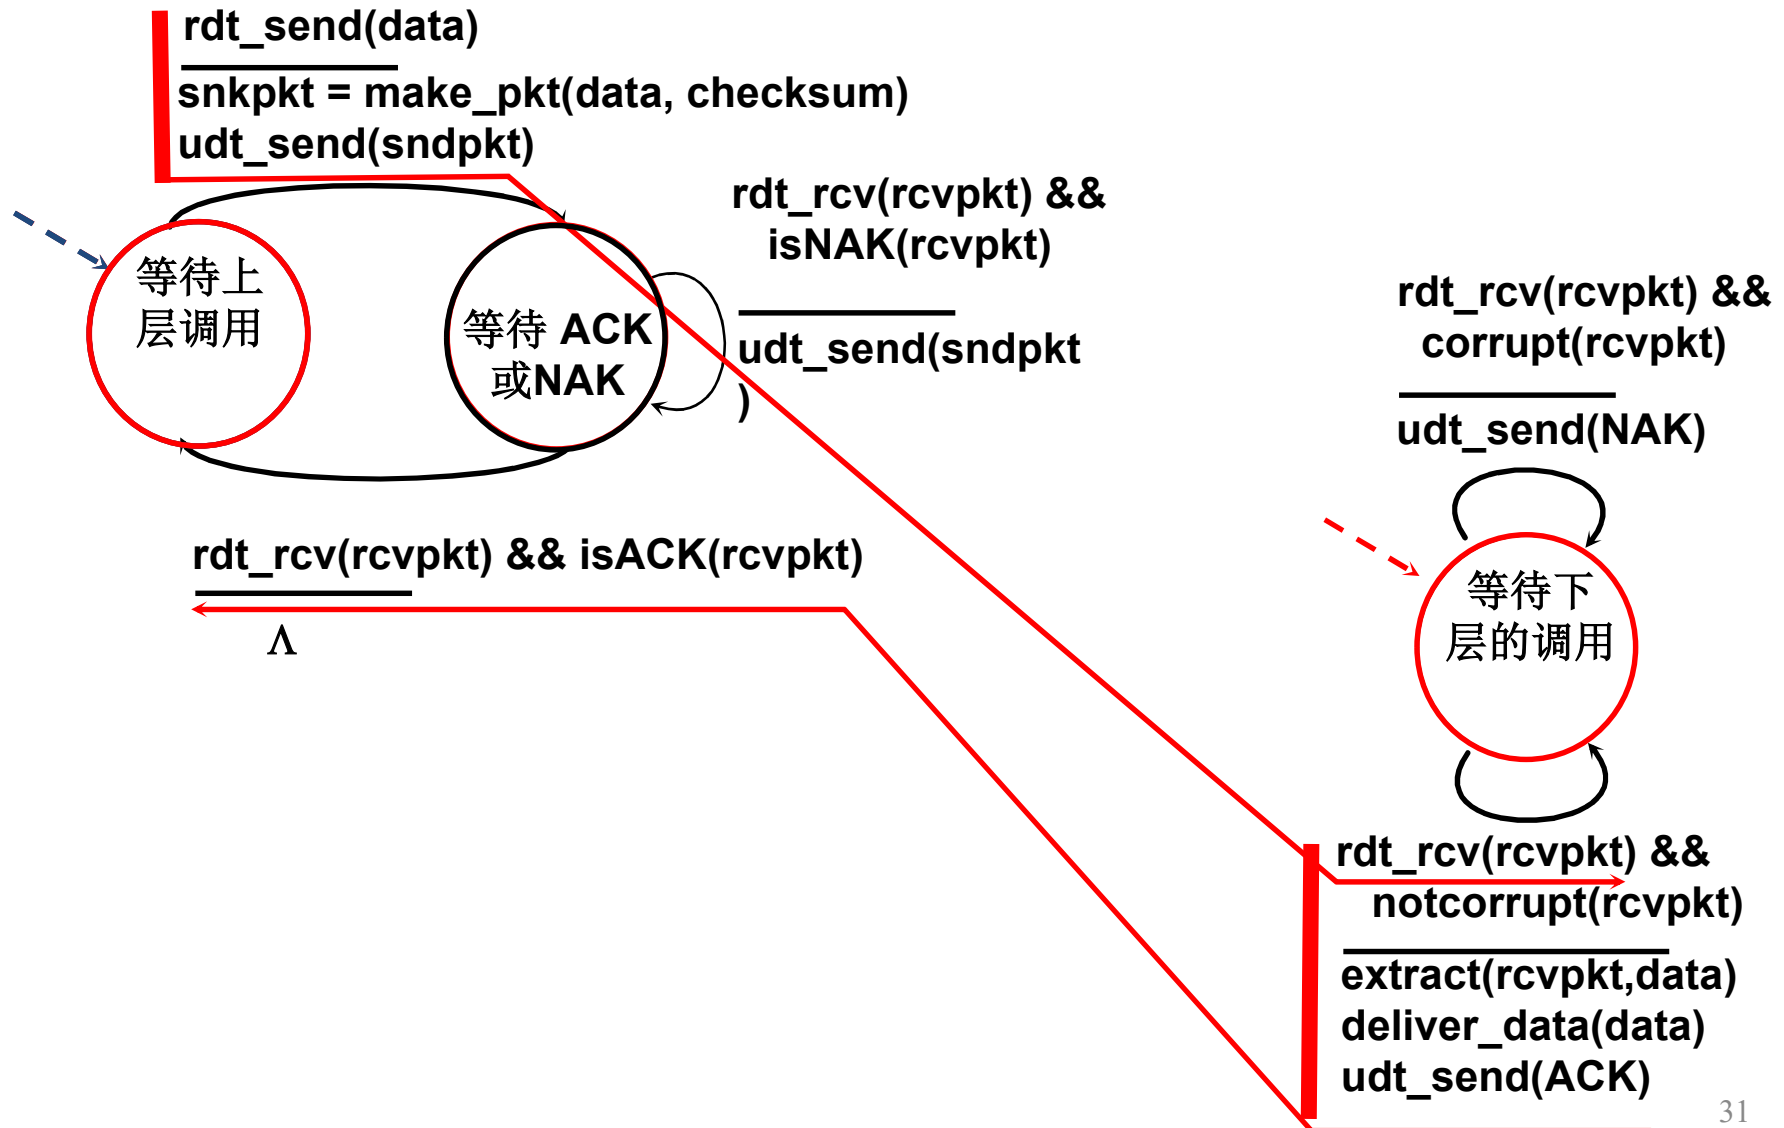 rdt_send(data)
snkpkt = make_pkt(data, checksum)
udt_send(sndpkt)
等待上
层调用
等待 ACK
或NAK
rdt_rcv(rcvpkt) &&
isNAK(rcvpkt)
udt_send(sndpkt
)
rdt_rcv(rcvpkt) && isACK(rcvpkt)
Λ
rdt_rcv(rcvpkt) &&
corrupt(rcvpkt)
udt_send(NAK)
等待下
层的调用
rdt_rcv(rcvpkt) &&
notcorrupt(rcvpkt)
extract(rcvpkt,data)
deliver_data(data)
udt_send(ACK)
31